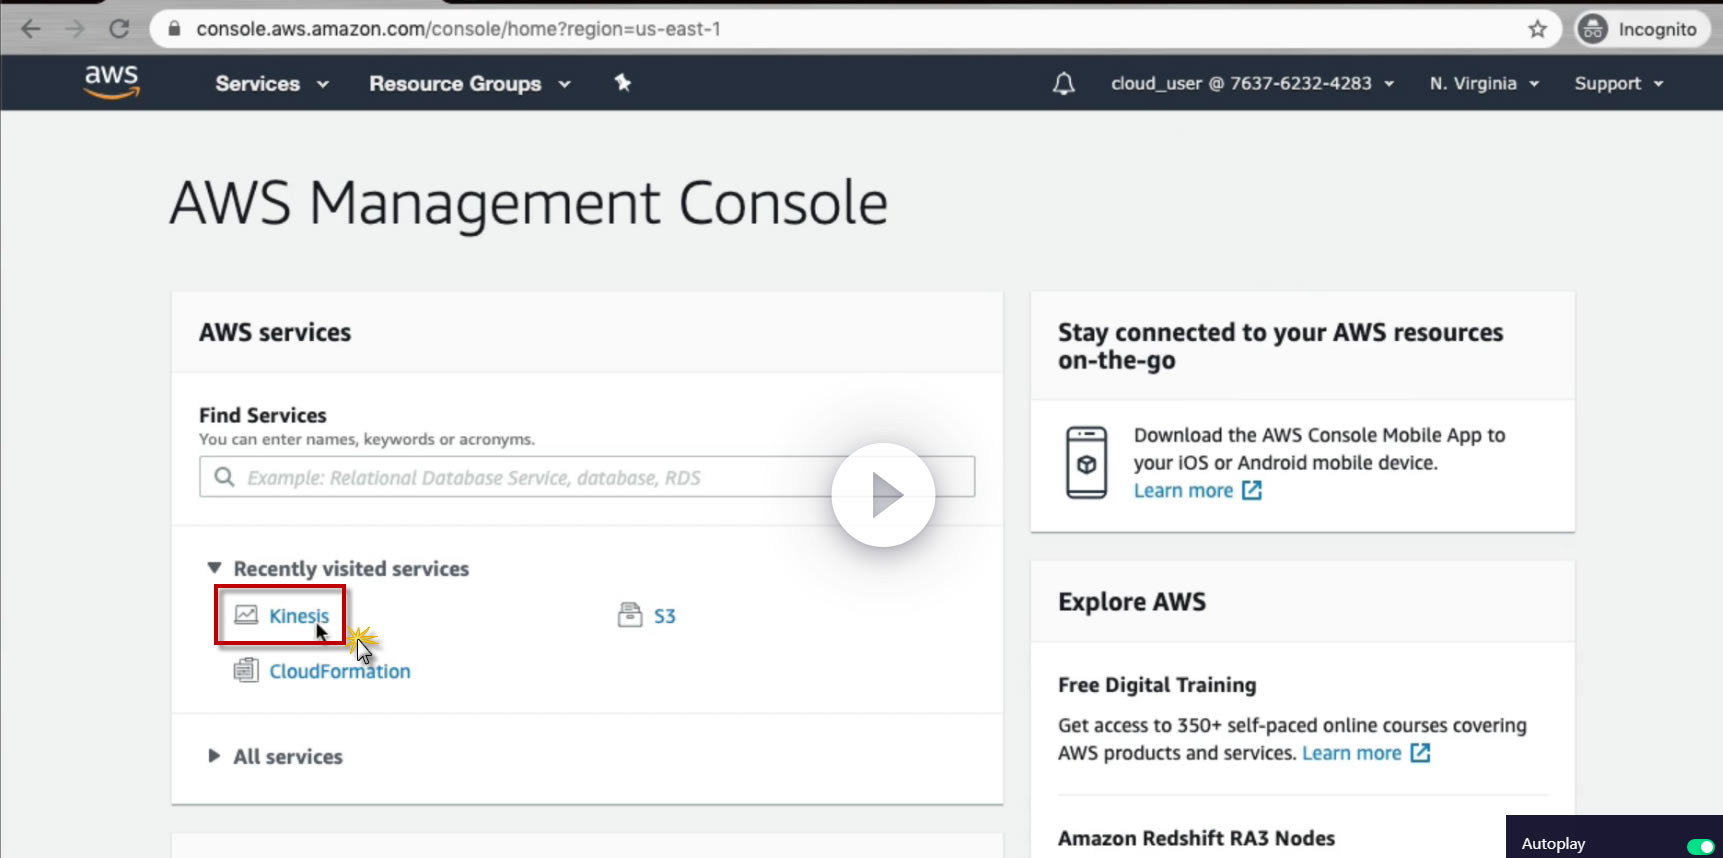 console.aws.amazon.com/console/home?region=us-east-1
Incognito
aws
Services
Resource Groups
cloud_user @ 7637-6232-4283
N. Virginia
Support
AWS Management Console
AWS services
Find Services
You can enter names, keywords or acronyms.
Example: Relational Database Service, database, RDS
Recently visited services
Kinesis
S3
CloudFormation
All services
Stay connected to your AWS resources
on-the-go
Download the AWS Console Mobile App to
your iOS or Android mobile device.
Learn more
Explore AWS
Free Digital Training
Get access to 350+ self-paced online courses covering
AWS products and services. Learn more
Amazon Redshift RA3 Nodes
Autoplay